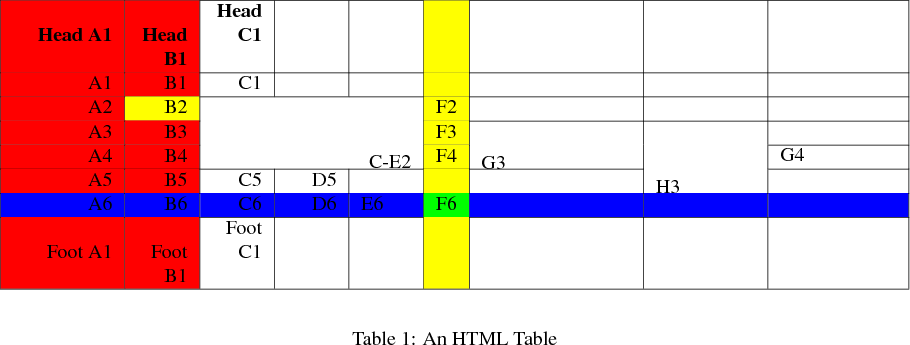 Head A1 Head B1 Head C1
A1 B1 C1
A2 B2 F2
A3 B3 F3
A4 B4 C-E2 F4 G3 G4
A5 B5 C5 D5 H3
A6 B6 C6 D6 E6 F6
Foot A1 Foot B1 Foot C1
Table 1: An HTML Table